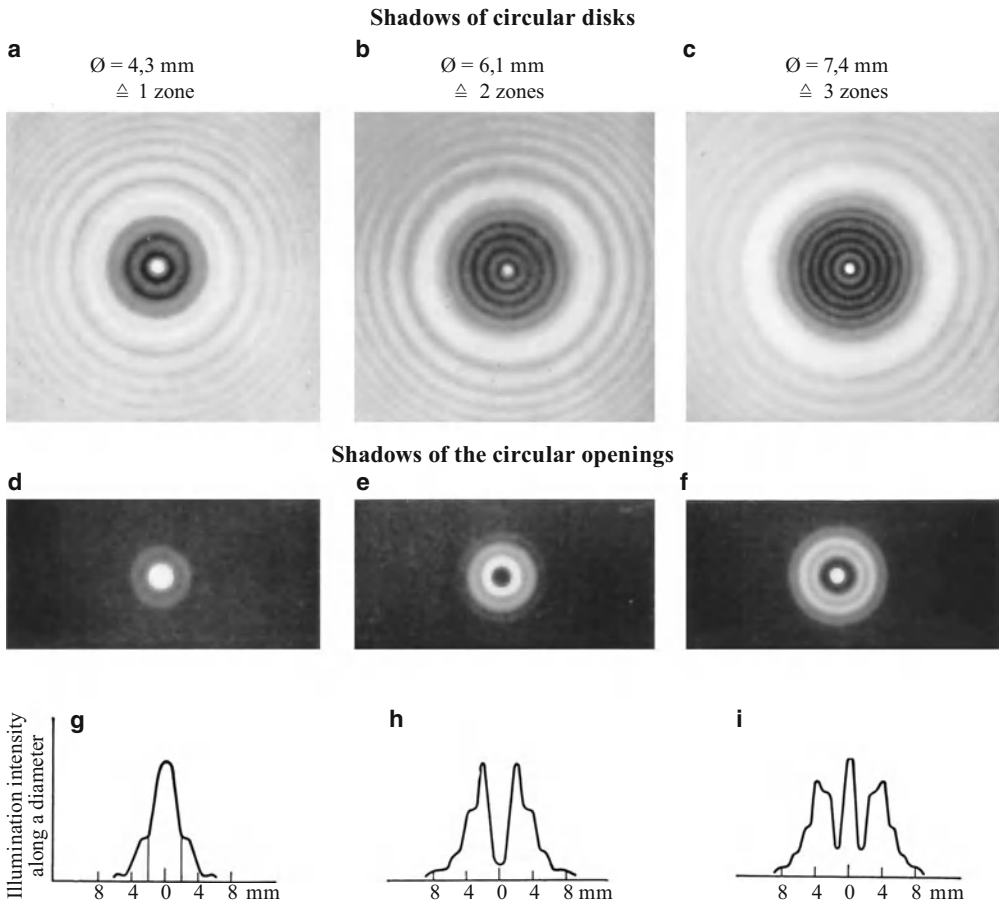 Shadows of circular disks
a
Ø = 4,3 mm
≙ 1 zone
b
Ø = 6,1 mm
≙ 2 zones
c
Ø = 7,4 mm
≙ 3 zones
Shadows of the circular openings
d
e
f
Illumination intensity
along a diameter
g
8 4 0 4 8 mm
h
8 4 0 4 8 mm
i
8 4 0 4 8 mm